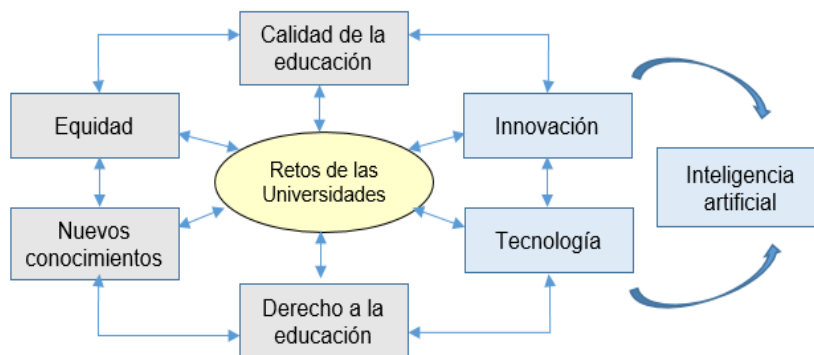 Calidad de la
educación
Equidad
Innovación
Retos de las
Universidades
Inteligencia
artificial
Nuevos
conocimientos
Tecnología
Derecho a la
educación